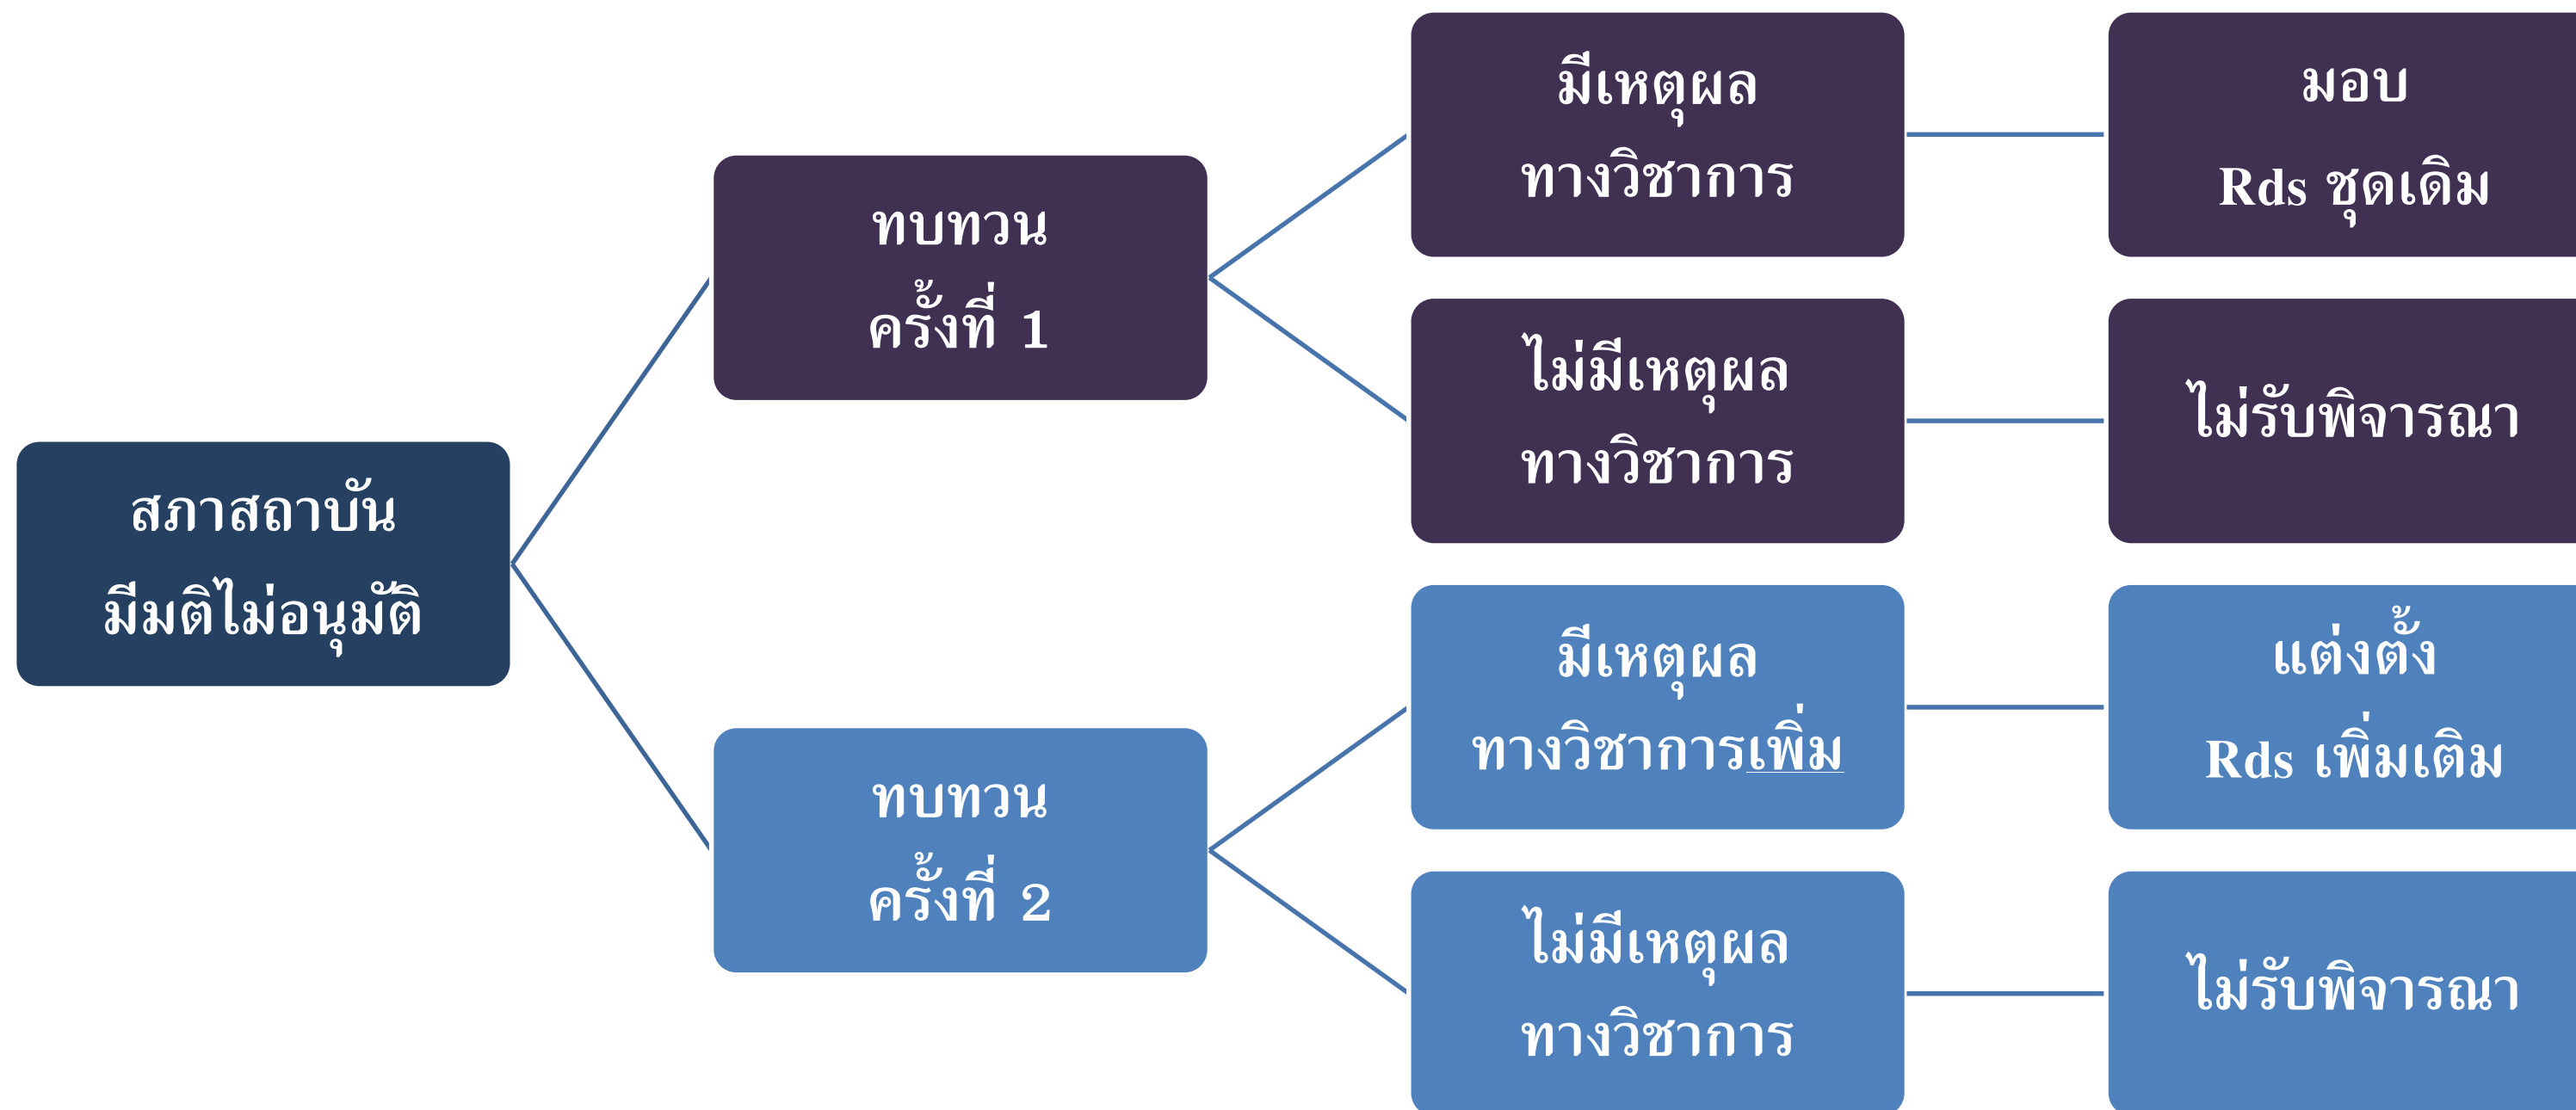 สภาสถาบัน
มีมติไม่อนุมัติ
ทบทวน
ครั้งที่ 1
มีเหตุผล
ทางวิชาการ
มอบ
Rds ชุดเดิม
ไม่มีเหตุผล
ทางวิชาการ
ไม่รับพิจารณา
ทบทวน
ครั้งที่ 2
มีเหตุผล
ทางวิชาการเพิ่ม
แต่งตั้ง
Rds เพิ่มเติม
ไม่มีเหตุผล
ทางวิชาการ
ไม่รับพิจารณา